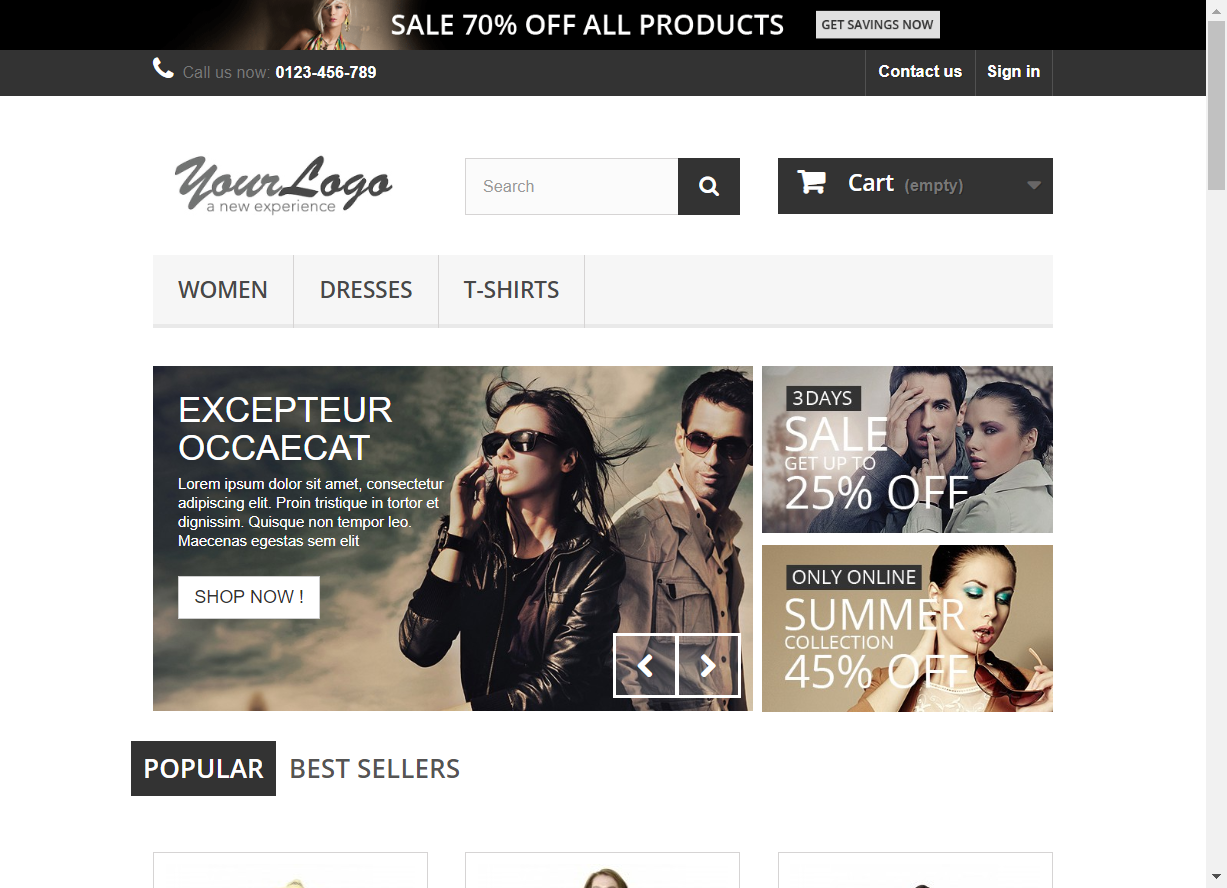 SALE 70% OFF ALL PRODUCTS
GET SAVINGS NOW
Call us now: 0123-456-789
Contact us
Sign in
YourLogo
a new experience
Search
Cart (empty)
WOMEN
DRESSES
T-SHIRTS
EXCEPTEUR
OCCAECAT
Lorem ipsum dolor sit amet, consectetur
adipiscing elit. Proin tristique in tortor et
dignissim. Quisque non tempor leo.
Maecenas egestas sem elit
SHOP NOW !
3DAYS
SALE
GET UP TO
25% OFF
ONLY ONLINE
SUMMER
COLLECTION
45% OFF
POPULAR
BEST SELLERS